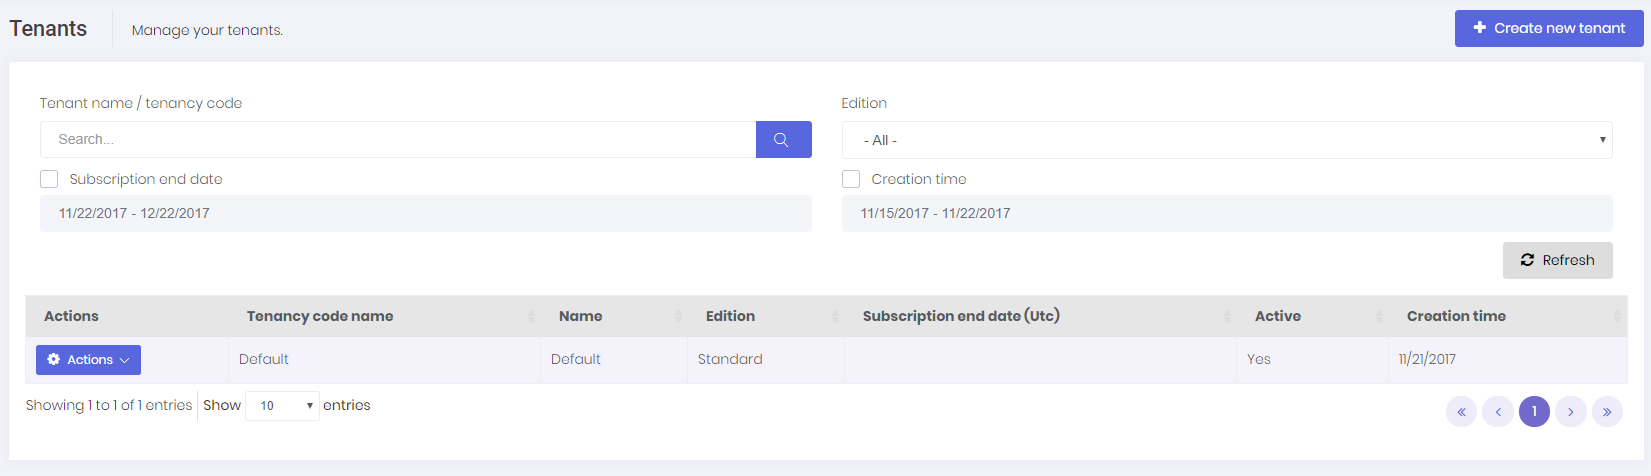 Tenants
Manage your tenants.
Create new tenant
Tenant name / tenancy code
Edition
Search...
- All -
Subscription end date
Creation time
11/22/2017 - 12/22/2017
11/15/2017 - 11/22/2017
Refresh
Actions Tenancy code name Name Edition Subscription end date (Utc) Active Creation time
Actions Default Default Standard Yes 11/21/2017
Showing 1 to 1 of 1 entries Show 10 entries
« ‹ 1 › »